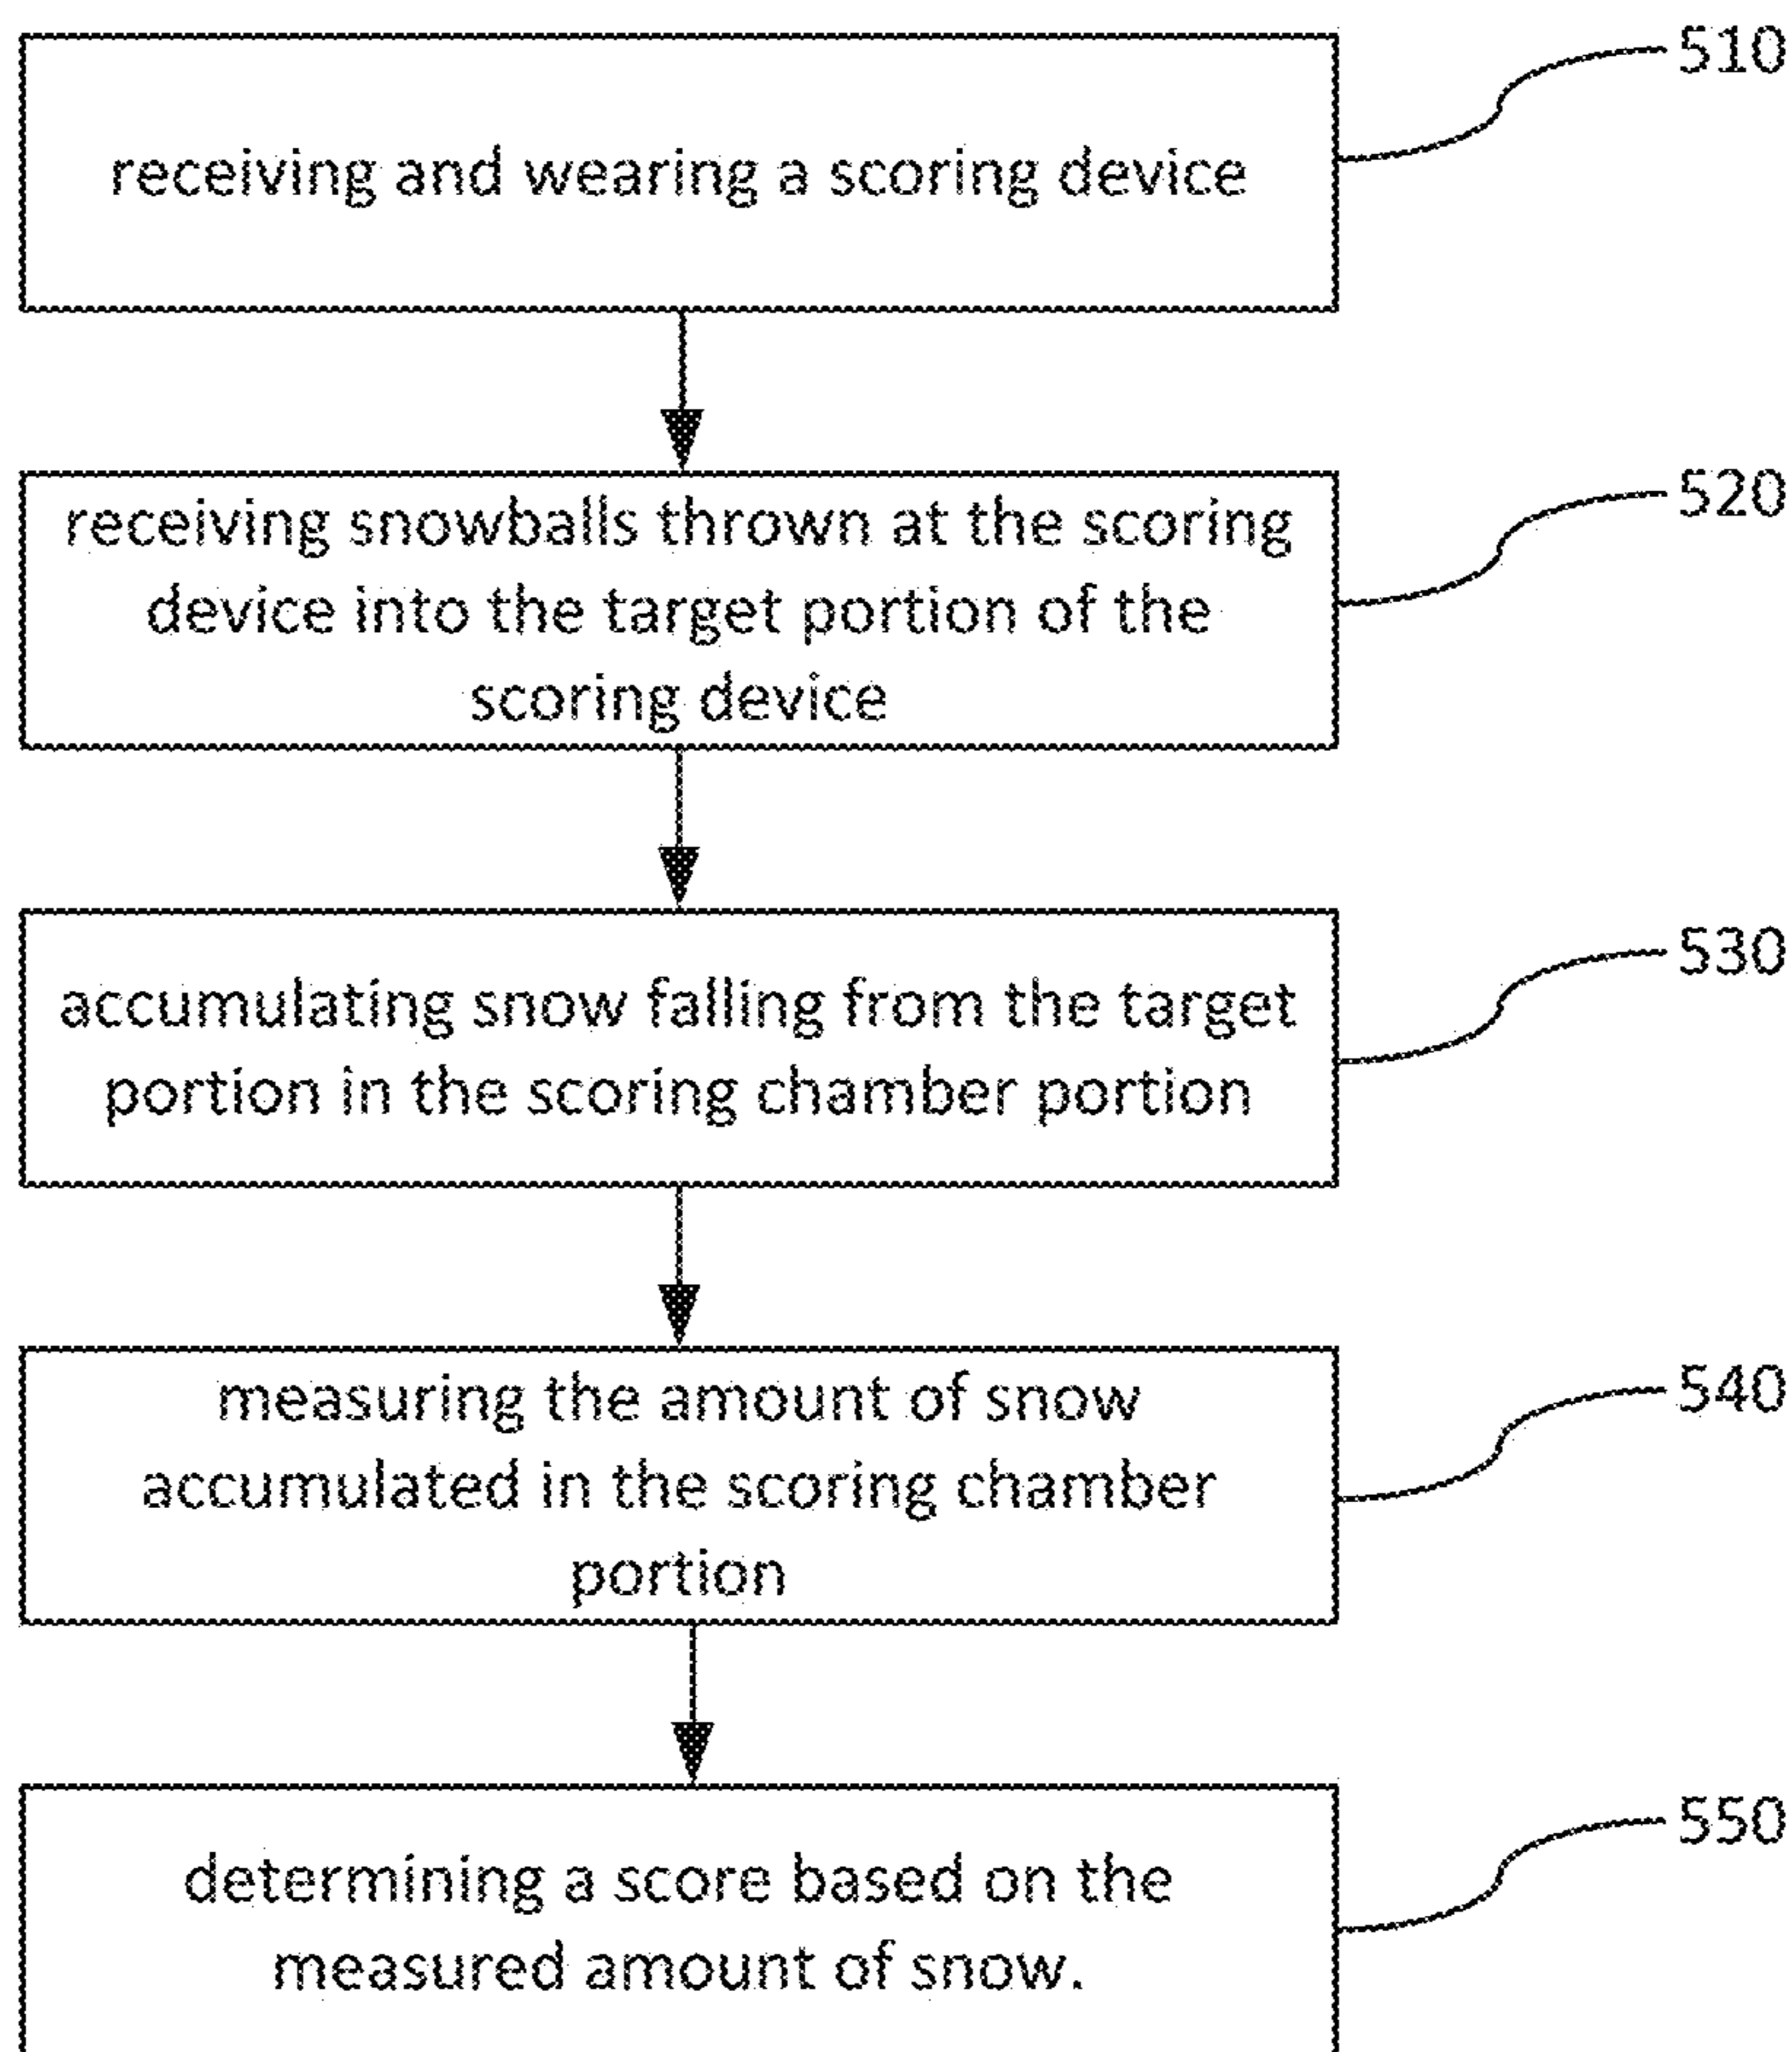 510
receiving and wearing a scoring device
520
receiving snowballs thrown at the scoring
device into the target portion of the
scoring device
530
accumulating snow falling from the target
portion in the scoring chamber portion
540
measuring the amount of snow
accumulated in the scoring chamber
portion
550
determining a score based on the
measured amount of snow.